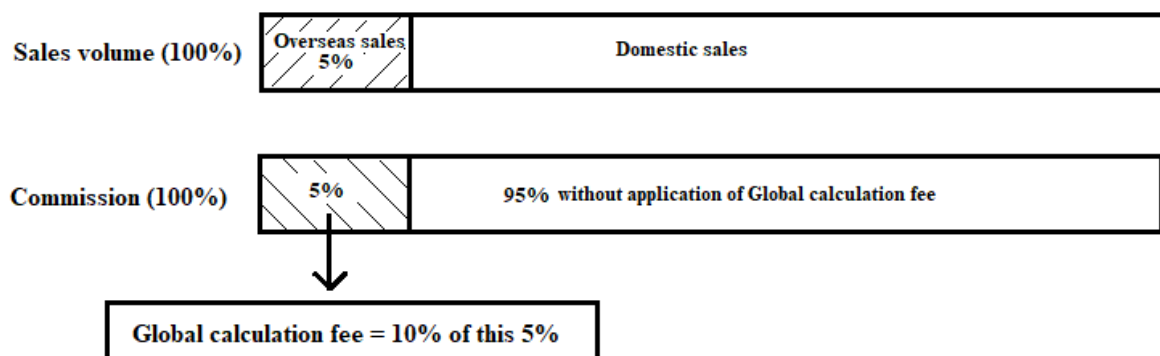 Sales volume (100%)
Overseas sales
5%
Domestic sales
Commission (100%)
5%
95% without application of Global calculation fee
Global calculation fee = 10% of this 5%